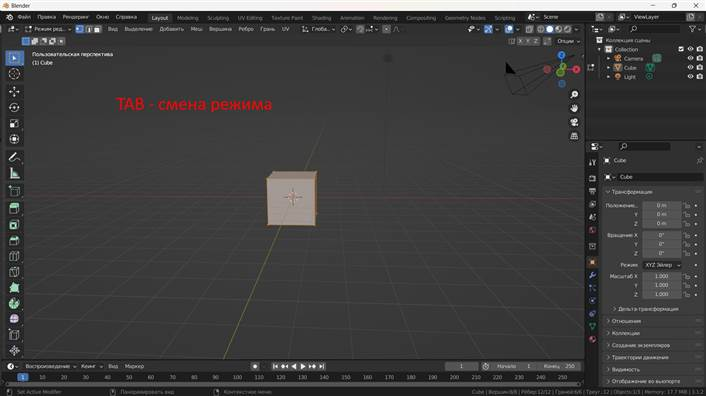 Blender
Файл Правка Рендеринг Окно Справка Layout Modeling Sculpting UV Editing Texture Paint Shading Animation Rendering Compositing Geometry Nodes Scripting Scene ViewLayer
Режим ред... Вид Выделение Добавить Меш Вершина Ребро Грань UV Глоба...
X Y Z Опции
Пользовательская перспектива
(1) Cube
TAB - смена режима
Коллекция сцены
Collection
Camera
Cube
Light
Cube
Cube
Трансформация
Положение... 0 m
Y 0 m
Z 0 m
Вращение X 0°
Y 0°
Z 0°
Режим XYZ Эйлер
Масштаб X 1.000
Y 1.000
Z 1.000
Дельта-трансформация
Отношения
Коллекции
Создание экземпляров
Траектории движения
Видимость
Отображение во вьюпорте
Воспроизведение Кеинг Вид Маркер 1 Начало 1 Конец 250
1 10 20 30 40 50 60 70 80 90 100 110 120 130 140 150 160 170 180 190 200 210 220 230 240 250
Set Active Modifier Панорамировать вид Контекстное меню Cube | Вершин:8/8 | Рёбер:12/12 | Граней:6/6 | Треуг.:12 | Objects:1/3 | Memory: 17.7 MiB | 3.1.2